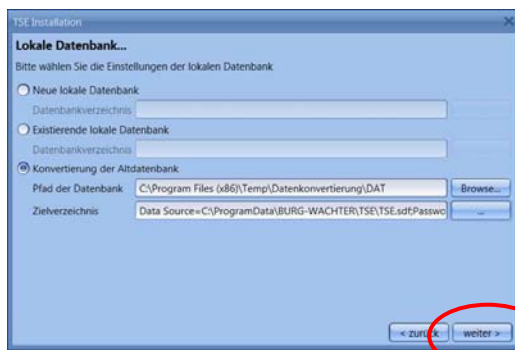 TSE Installation
Lokale Datenbank...
Bitte wählen Sie die Einstellungen der lokalen Datenbank
Neue lokale Datenbank
Datenbankverzeichnis
Existierende lokale Datenbank
Datenbankverzeichnis
Konvertierung der Altdatenbank
Pfad der Datenbank C:\Program Files (x86)\Temp\Datenkonvertierung\DAT Browse...
Zielverzeichnis Data Source=C:\ProgramData\BURG-WACHTER\TSE\TSE.sdf;Passwo ...
< zurück weiter >